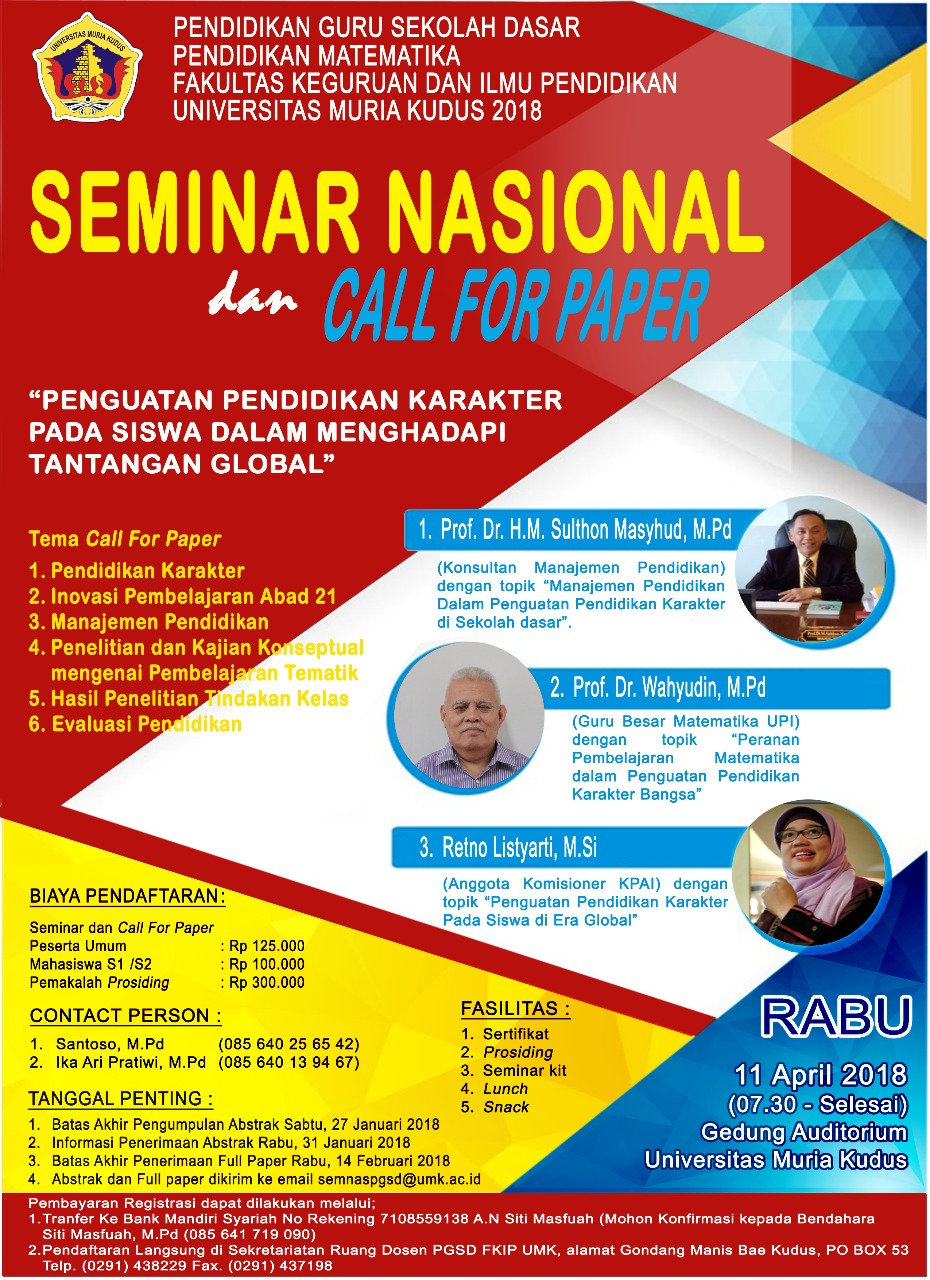 UNIVERSITAS MURIA KUDUS
PENDIDIKAN GURU SEKOLAH DASAR
PENDIDIKAN MATEMATIKA
FAKULTAS KEGURUAN DAN ILMU PENDIDIKAN
UNIVERSITAS MURIA KUDUS 2018
SEMINAR NASIONAL
dan CALL FOR PAPER
“PENGUATAN PENDIDIKAN KARAKTER
PADA SISWA DALAM MENGHADAPI
TANTANGAN GLOBAL”
Tema Call For Paper
1. Pendidikan Karakter
2. Inovasi Pembelajaran Abad 21
3. Manajemen Pendidikan
4. Penelitian dan Kajian Konseptual
mengenai Pembelajaran Tematik
5. Hasil Penelitian Tindakan Kelas
6. Evaluasi Pendidikan
1. Prof. Dr. H.M. Sulthon Masyhud, M.Pd
(Konsultan Manajemen Pendidikan)
dengan topik “Manajemen Pendidikan
Dalam Penguatan Pendidikan Karakter
di Sekolah dasar”.
2. Prof. Dr. Wahyudin, M.Pd
(Guru Besar Matematika UPI)
dengan topik “Peranan
Pembelajaran Matematika
dalam Penguatan Pendidikan
Karakter Bangsa”
3. Retno Listyarti, M.Si
(Anggota Komisioner KPAI) dengan
topik “Penguatan Pendidikan Karakter
Pada Siswa di Era Global”
BIAYA PENDAFTARAN :
Seminar dan Call For Paper
Peserta Umum : Rp 125.000
Mahasiswa S1 /S2 : Rp 100.000
Pemakalah Prosiding : Rp 300.000
CONTACT PERSON :
1. Santoso, M.Pd (085 640 25 65 42)
2. Ika Ari Pratiwi, M.Pd (085 640 13 94 67)
TANGGAL PENTING :
1. Batas Akhir Pengumpulan Abstrak Sabtu, 27 Januari 2018
2. Informasi Penerimaan Abstrak Rabu, 31 Januari 2018
3. Batas Akhir Penerimaan Full Paper Rabu, 14 Februari 2018
4. Abstrak dan Full paper dikirim ke email semnaspgsd@umk.ac.id
FASILITAS :
1. Sertifikat
2. Prosiding
3. Seminar kit
4. Lunch
5. Snack
RABU
11 April 2018
(07.30 - Selesai)
Gedung Auditorium
Universitas Muria Kudus
Pembayaran Registrasi dapat dilakukan melalui;
1.Tranfer Ke Bank Mandiri Syariah No Rekening 7108559138 A.N Siti Masfuah (Mohon Konfirmasi kepada Bendahara
Siti Masfuah, M.Pd (085 641 719 090)
2.Pendaftaran Langsung di Sekretariatan Ruang Dosen PGSD FKIP UMK, alamat Gondang Manis Bae Kudus, PO BOX 53
Telp. (0291) 438229 Fax. (0291) 437198